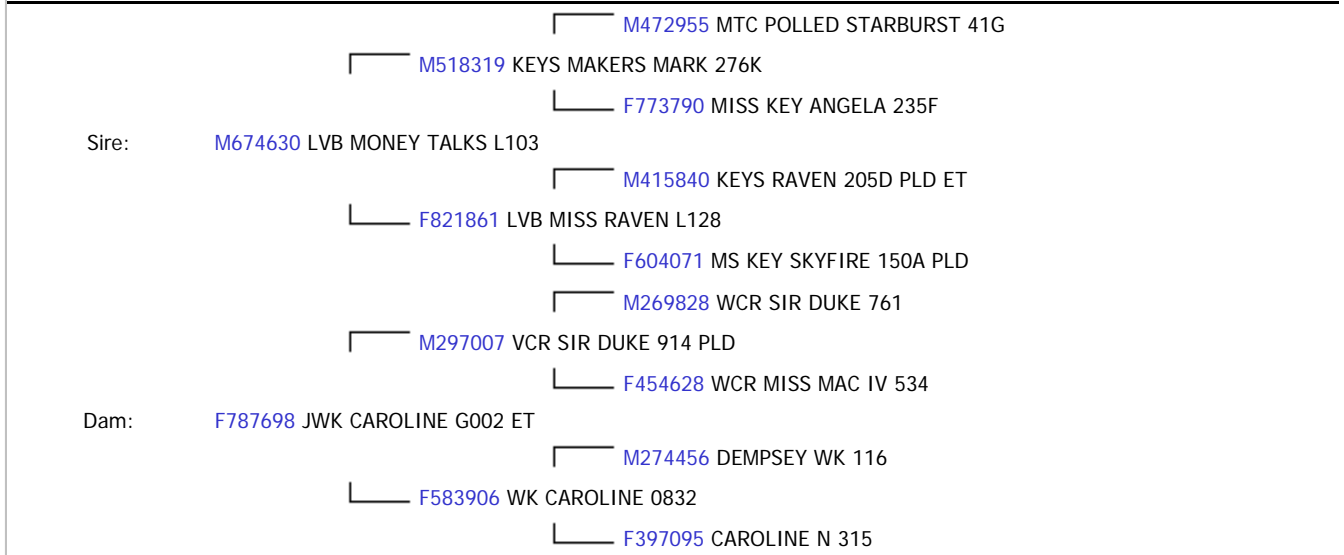 M472955 MTC POLLED STARBURST 41G
M518319 KEYS MAKERS MARK 276K
F773790 MISS KEY ANGELA 235F
Sire: M674630 LVB MONEY TALKS L103
M415840 KEYS RAVEN 205D PLD ET
F821861 LVB MISS RAVEN L128
F604071 MS KEY SKYFIRE 150A PLD
M269828 WCR SIR DUKE 761
M297007 VCR SIR DUKE 914 PLD
F454628 WCR MISS MAC IV 534
Dam: F787698 JWK CAROLINE G002 ET
M274456 DEMPSEY WK 116
F583906 WK CAROLINE 0832
F397095 CAROLINE N 315